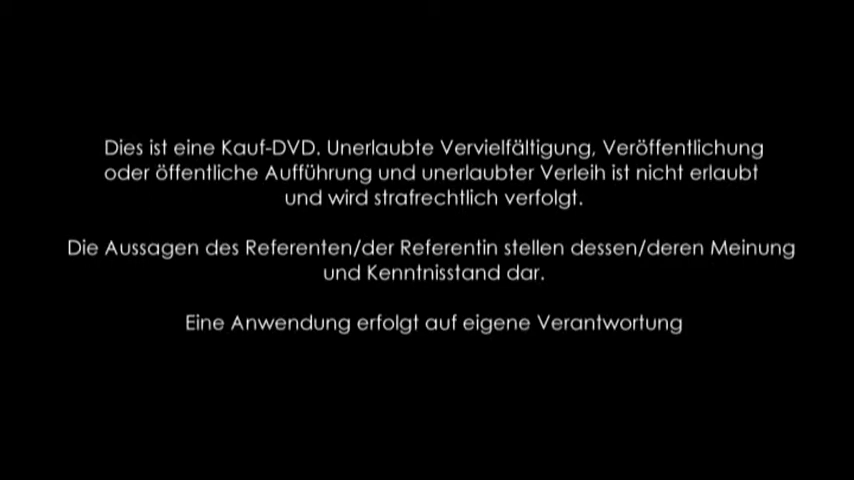 Dies ist eine Kauf-DVD. Unerlaubte Vervielfältigung, Veröffentlichung
oder öffentliche Aufführung und unerlaubter Verleih ist nicht erlaubt
und wird strafrechtlich verfolgt.
Die Aussagen des Referenten/der Referentin stellen dessen/deren Meinung
und Kenntnisstand dar.
Eine Anwendung erfolgt auf eigene Verantwortung